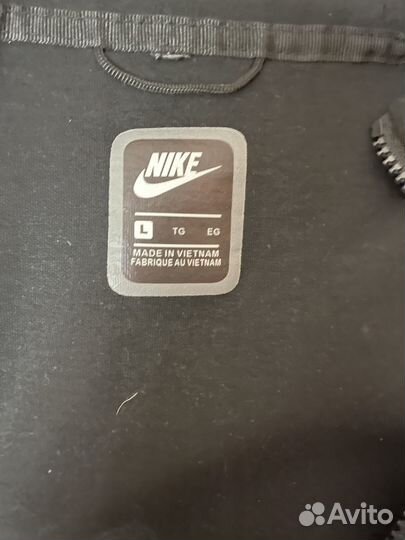 NIKE
L TG EG
MADE IN VIETNAM
FABRIQUE AU VIETNAM
Avito